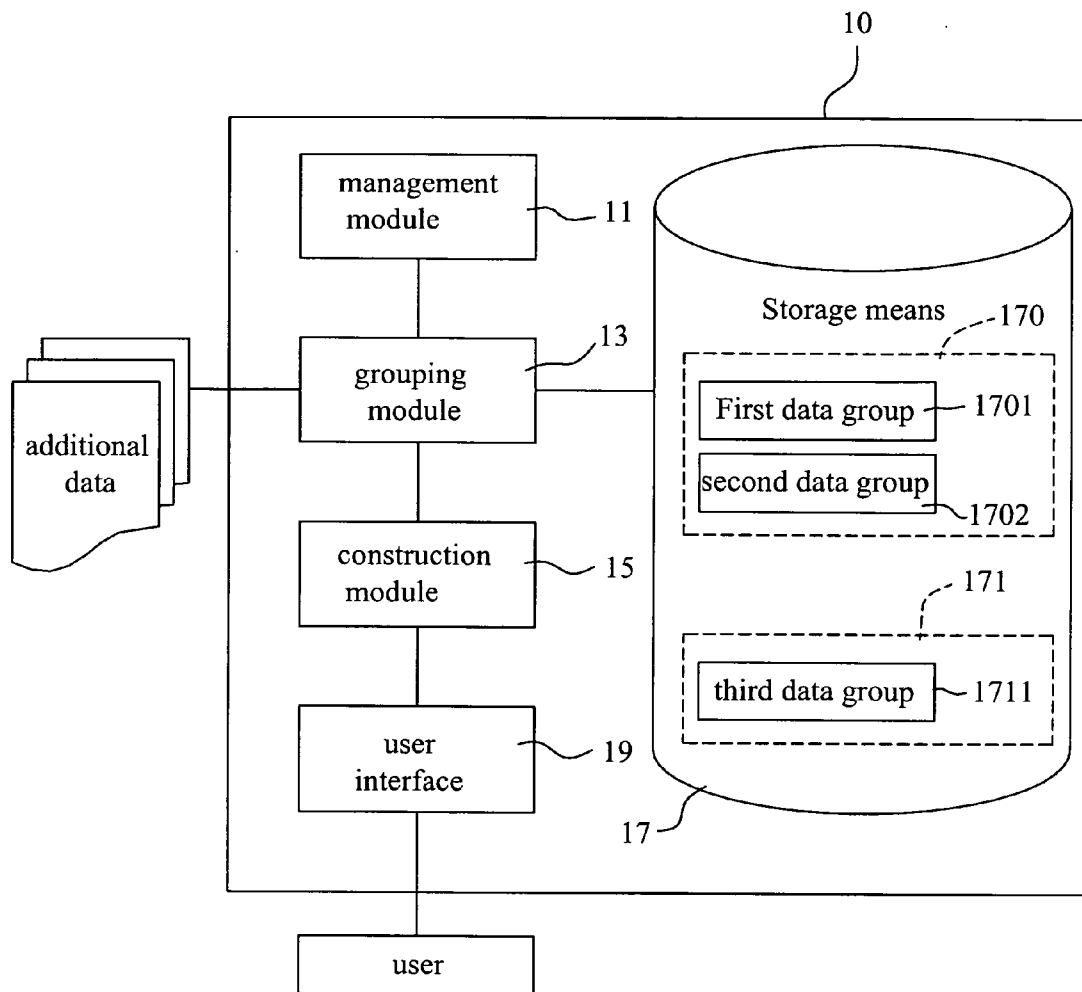 10
management
module
11
Storage means
170
13
grouping
module
First data group
1701
additional
data
second data group
1702
construction
module
15
171
third data group
1711
user
interface
19
17
user